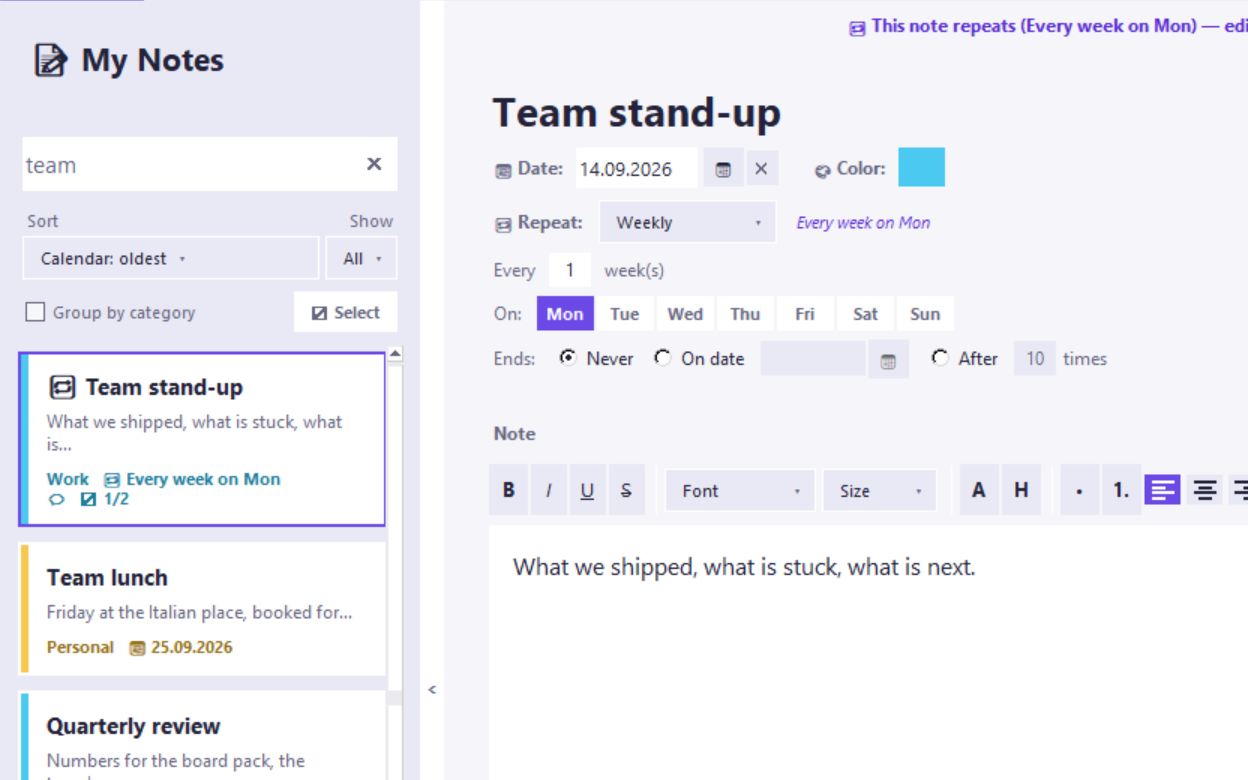 This note repeats (Every week on Mon) — edi
My Notes
team
Sort
Show
Calendar: oldest
All
Group by category
Select
Team stand-up
What we shipped, what is stuck, what
is...
Work Every week on Mon
1/2
Team lunch
Friday at the Italian place, booked for...
Personal 25.09.2026
Quarterly review
Numbers for the board pack, the
Team stand-up
Date: 14.09.2026
Color:
Repeat: Weekly Every week on Mon
Every 1 week(s)
On: Mon Tue Wed Thu Fri Sat Sun
Ends: Never On date After 10 times
Note
B I U S Font Size A H • 1.
What we shipped, what is stuck, what is next.